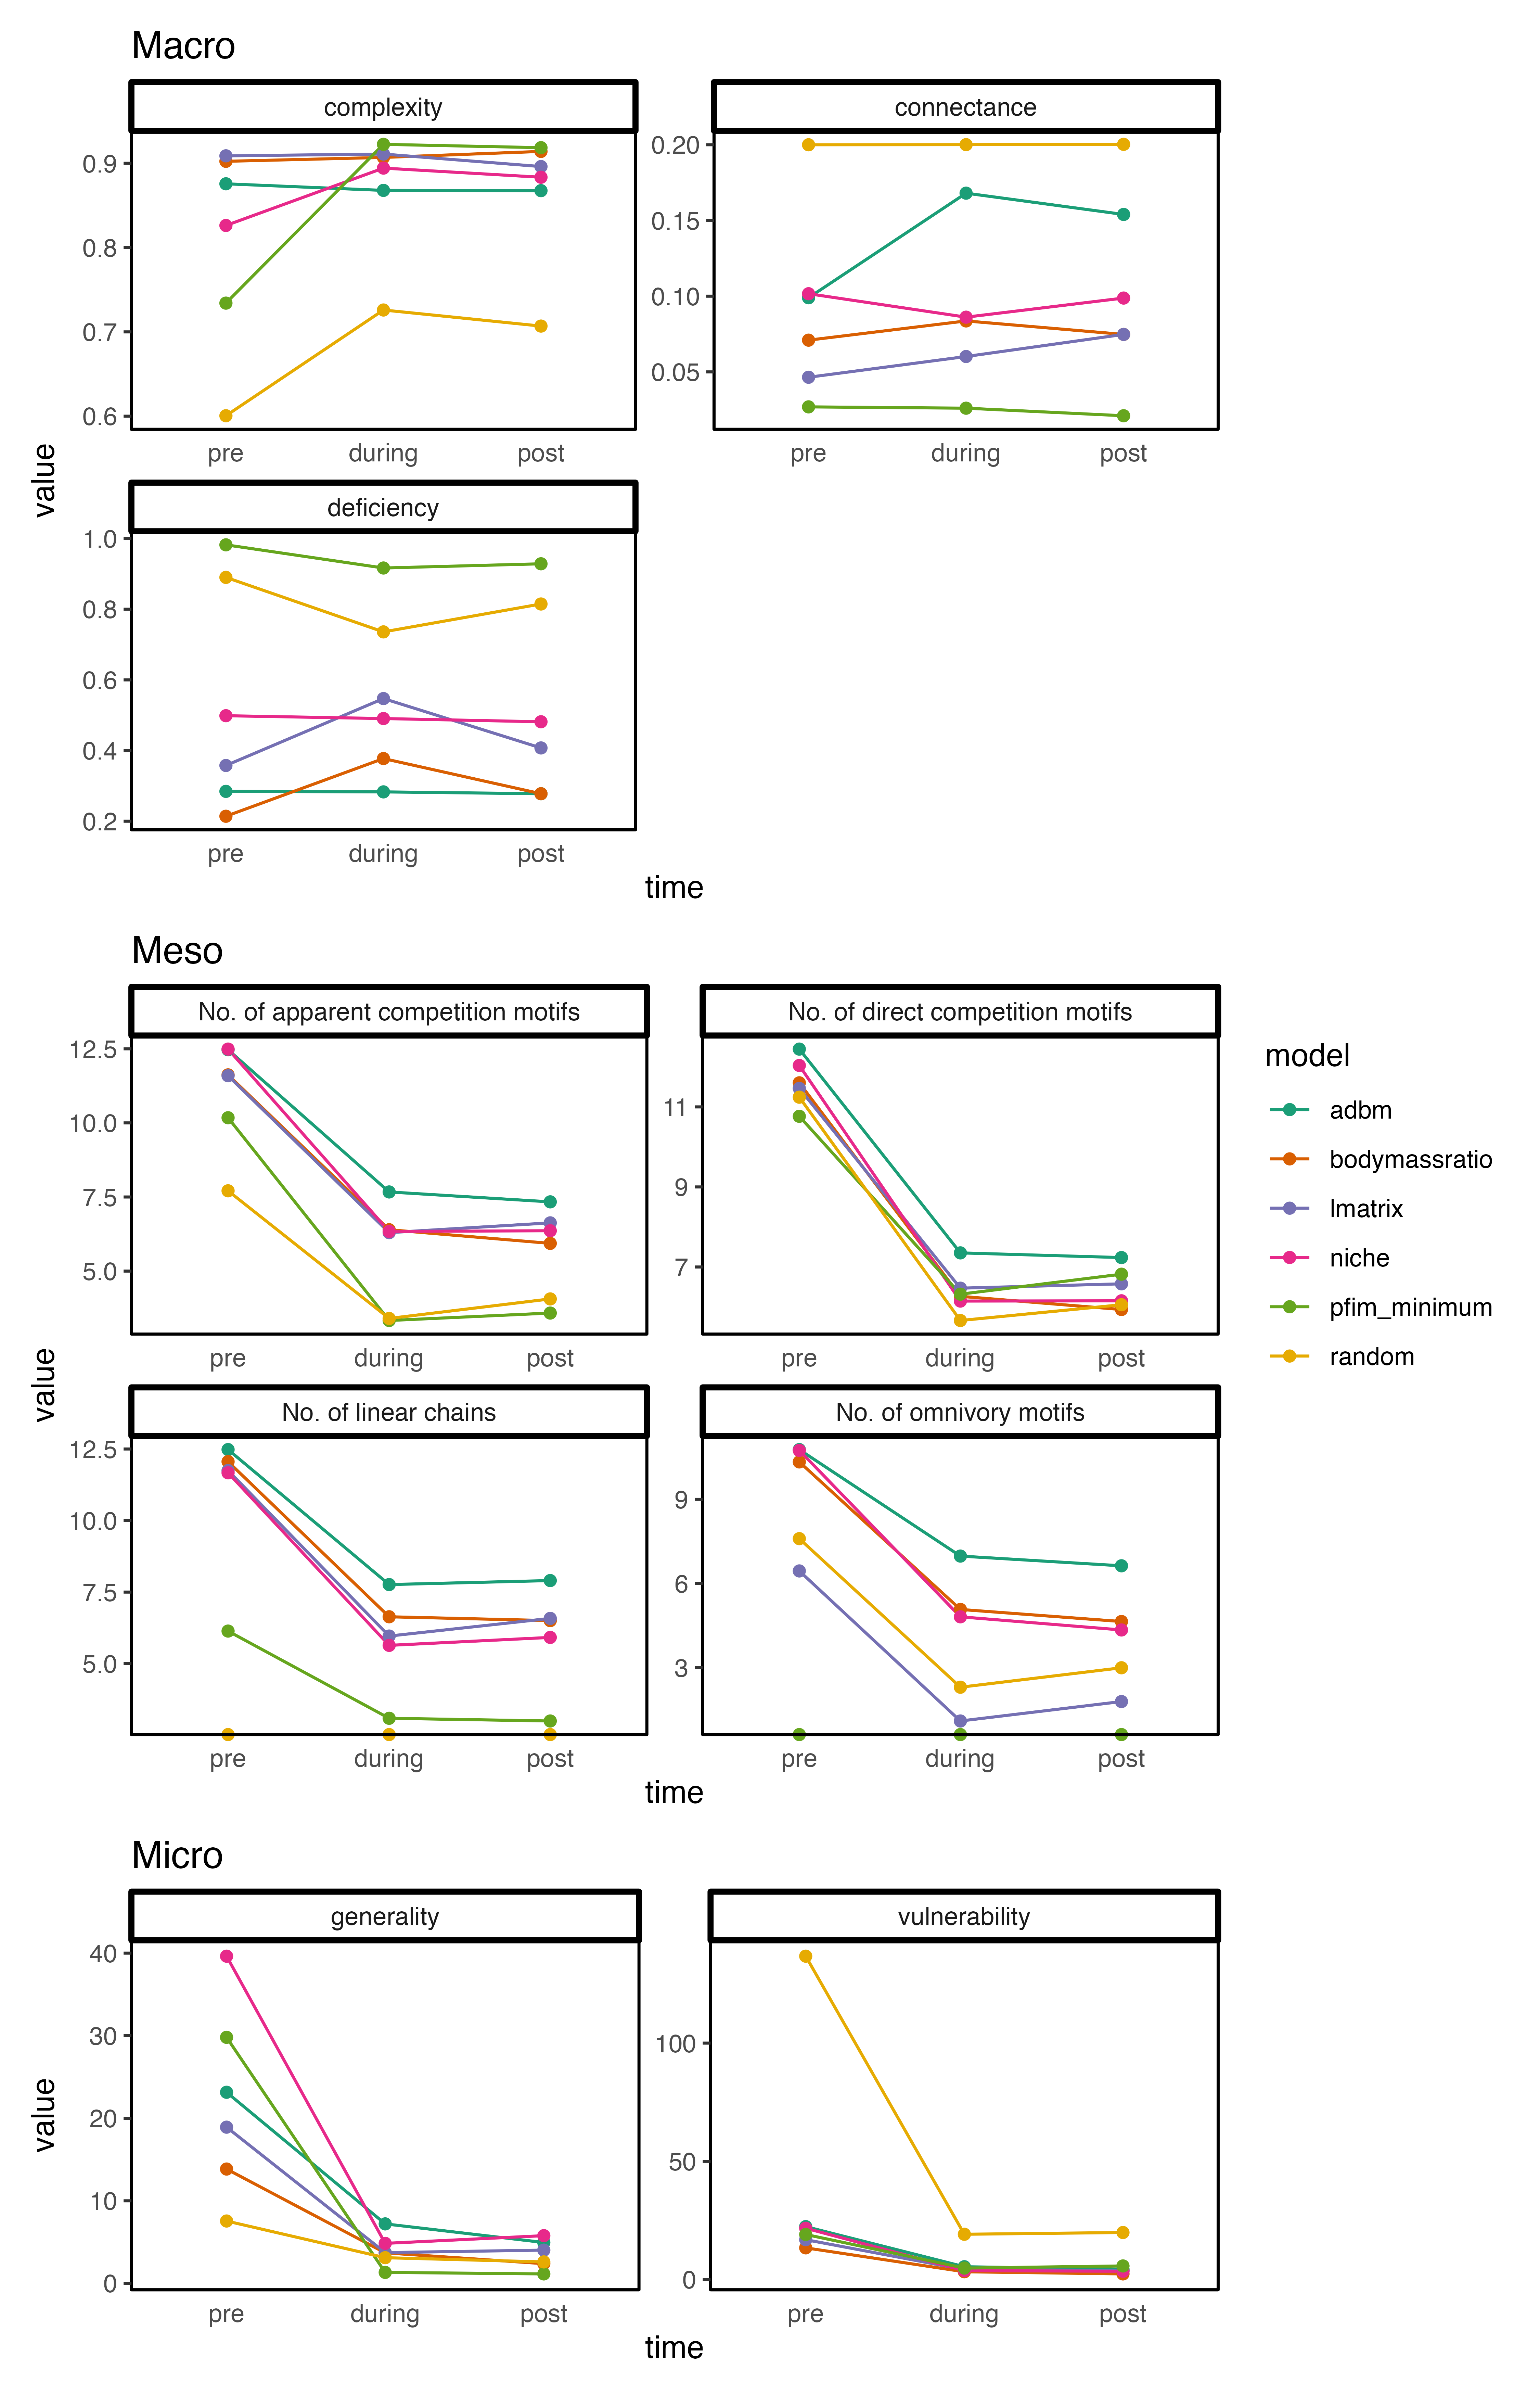 Macro
complexity
connectance
0.9
0.8
0.7
0.6
0.20
0.15
0.10
0.05
pre during post
pre during post
value
deficiency
1.0
0.8
0.6
0.4
0.2
pre during post
time
Meso
No. of apparent competition motifs
No. of direct competition motifs
12.5
10.0
7.5
5.0
11
9
7
pre during post
pre during post
value
No. of linear chains
No. of omnivory motifs
12.5
10.0
7.5
5.0
9
6
3
pre during post
pre during post
time
model
adbm
bodymassratio
lmatrix
niche
pfim_minimum
random
Micro
generality
vulnerability
40
30
20
10
0
100
50
0
value
pre during post
pre during post
time